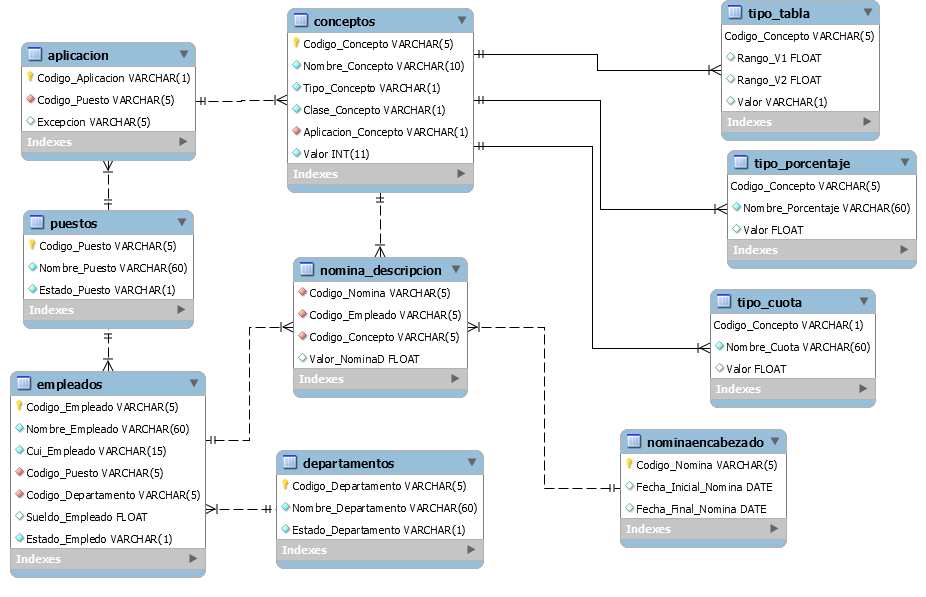 aplicacion
Codigo_Aplicacion VARCHAR(1)
Codigo_Puesto VARCHAR(5)
Excepcion VARCHAR(5)
Indexes
puestos
Codigo_Puesto VARCHAR(5)
Nombre_Puesto VARCHAR(60)
Estado_Puesto VARCHAR(1)
Indexes
empleados
Codigo_Empleado VARCHAR(5)
Nombre_Empleado VARCHAR(60)
Cui_Empleado VARCHAR(15)
Codigo_Puesto VARCHAR(5)
Codigo_Departamento VARCHAR(5)
Sueldo_Empleado FLOAT
Estado_Empledo VARCHAR(1)
Indexes
conceptos
Codigo_Concepto VARCHAR(5)
Nombre_Concepto VARCHAR(10)
Tipo_Concepto VARCHAR(1)
Clase_Concepto VARCHAR(1)
Aplicacion_Concepto VARCHAR(1)
Valor INT(11)
Indexes
nomina_descripcion
Codigo_Nomina VARCHAR(5)
Codigo_Empleado VARCHAR(5)
Codigo_Concepto VARCHAR(5)
Valor_NominaD FLOAT
Indexes
departamentos
Codigo_Departamento VARCHAR(5)
Nombre_Departamento VARCHAR(60)
Estado_Departamento VARCHAR(1)
Indexes
tipo_tabla
Codigo_Concepto VARCHAR(5)
Rango_V1 FLOAT
Rango_V2 FLOAT
Valor VARCHAR(1)
Indexes
tipo_porcentaje
Codigo_Concepto VARCHAR(5)
Nombre_Porcentaje VARCHAR(60)
Valor FLOAT
Indexes
tipo_cuota
Codigo_Concepto VARCHAR(1)
Nombre_Cuota VARCHAR(60)
Valor FLOAT
Indexes
nominaencabezado
Codigo_Nomina VARCHAR(5)
Fecha_Inicial_Nomina DATE
Fecha_Final_Nomina DATE
Indexes